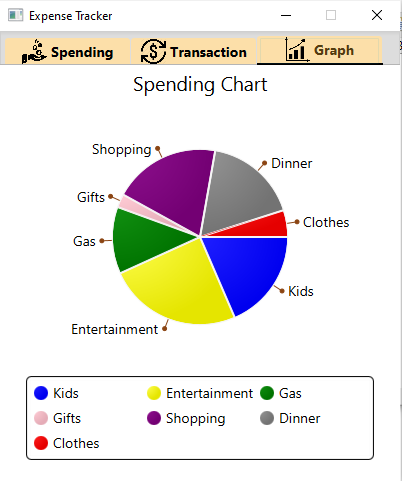 Expense Tracker
Spending Transaction Graph
Spending Chart
Shopping
Dinner
Gifts
Clothes
Gas
Kids
Entertainment
Kids Entertainment Gas
Gifts Shopping Dinner
Clothes